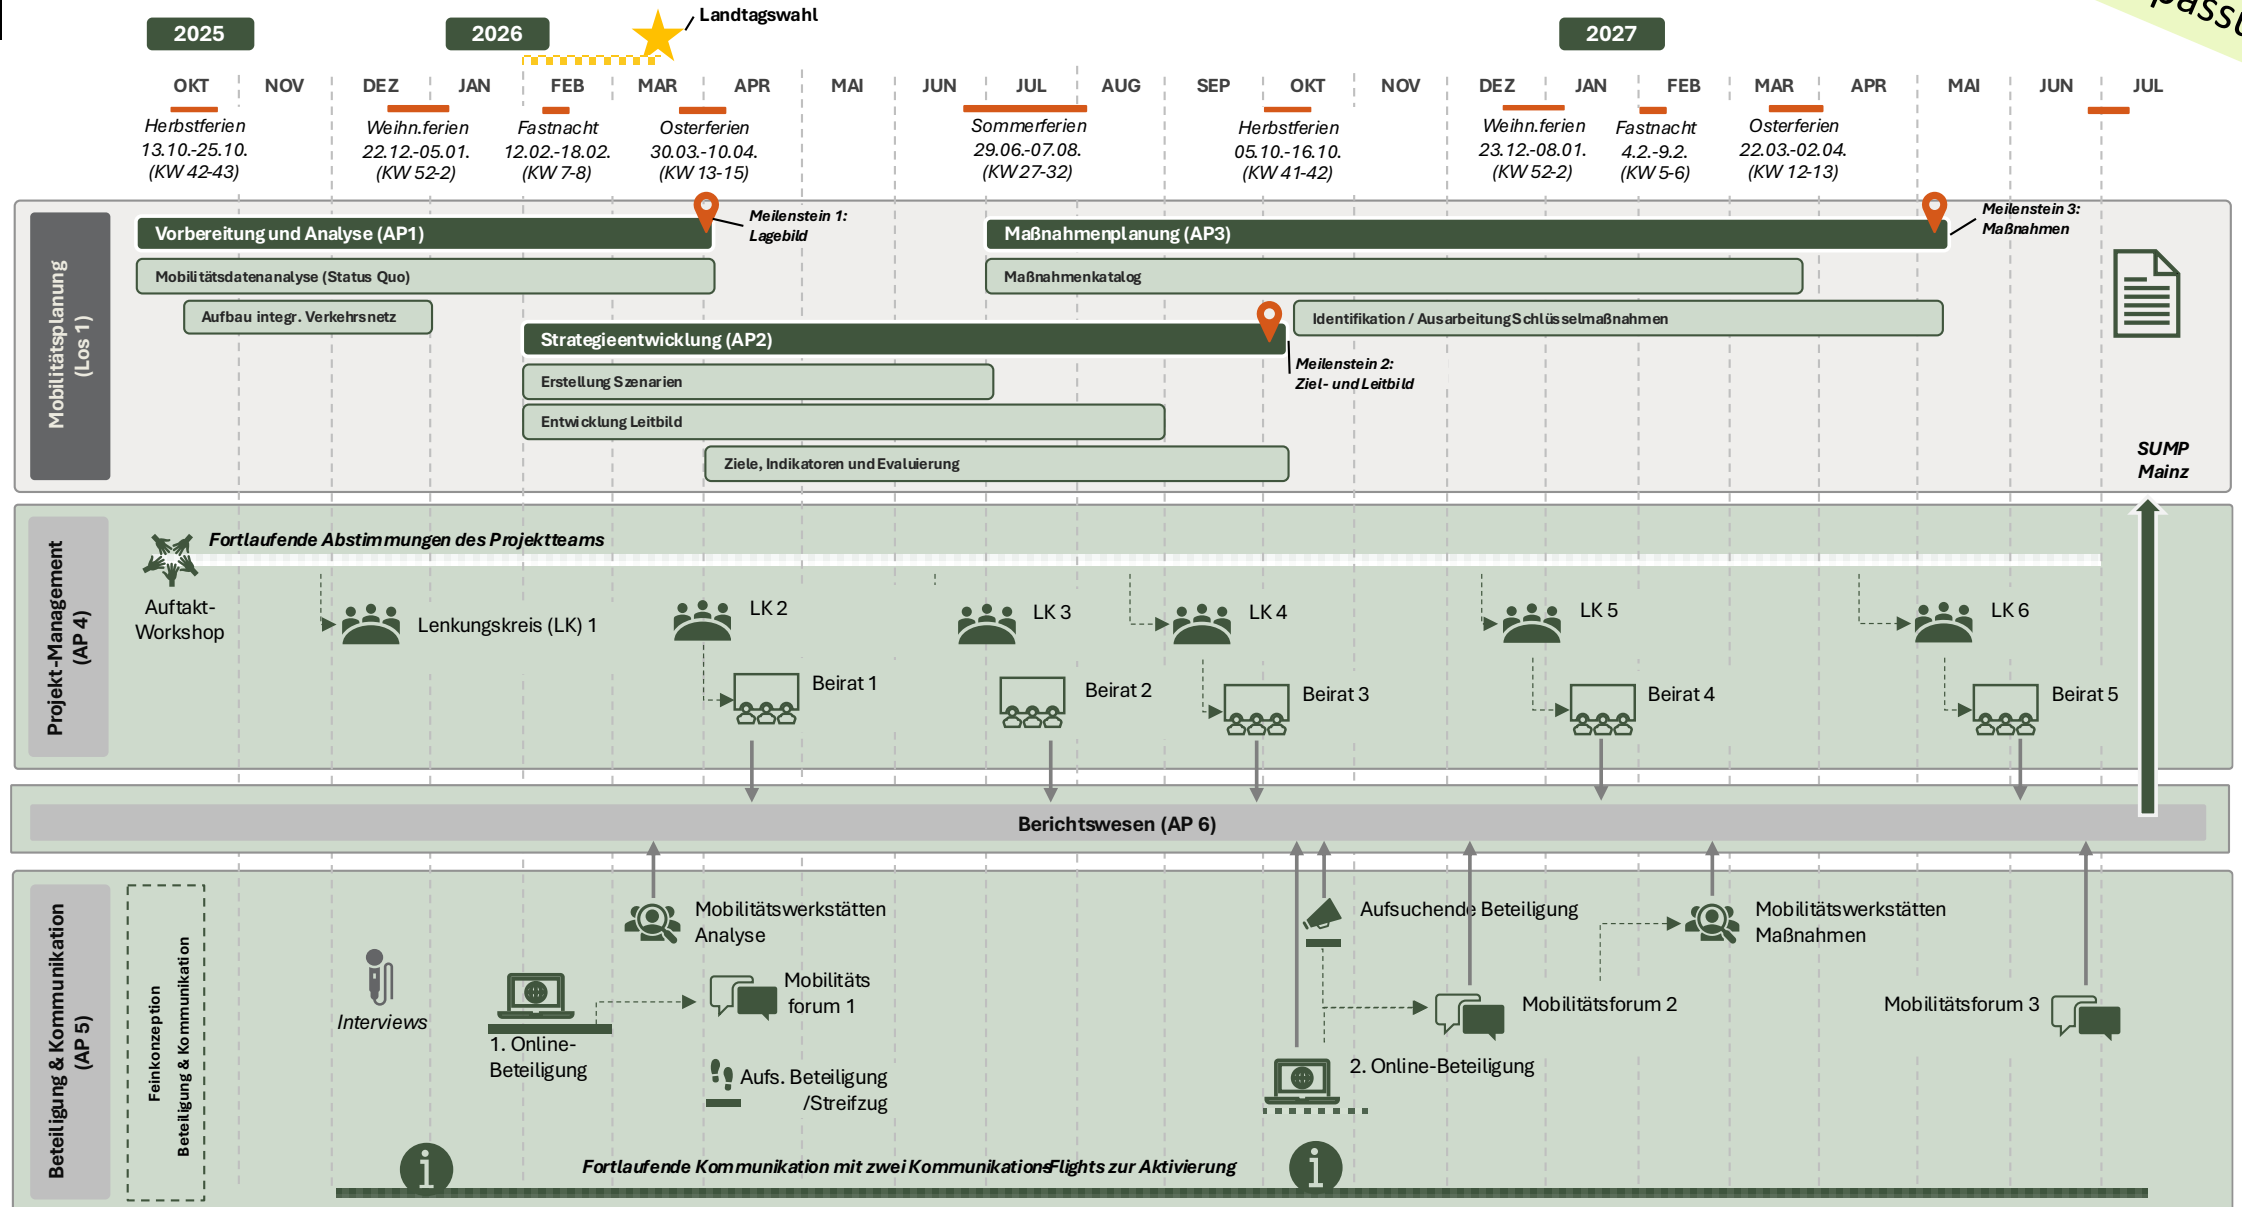 Landtagswahl
2025
2026
2027
OKT NOV DEZ JAN FEB MAR APR MAI JUN JUL AUG SEP OKT NOV DEZ JAN FEB MAR APR MAI JUN JUL
Herbstferien
13.10.-25.10.
(KW 42-43)
Weihn.ferien
22.12.-05.01.
(KW 52-2)
Fastnacht
12.02.-18.02.
(KW 7-8)
Osterferien
30.03.-10.04.
(KW 13-15)
Sommerferien
29.06.-07.08.
(KW 27-32)
Herbstferien
05.10.-16.10.
(KW 41-42)
Weihn.ferien
23.12.-08.01.
(KW 52-2)
Fastnacht
4.2.-9.2.
(KW 5-6)
Osterferien
22.03.-02.04.
(KW 12-13)
Mobilitätsplanung
(Los 1)
Vorbereitung und Analyse (AP1)
Meilenstein 1:
Lagebild
Maßnahmenplanung (AP3)
Meilenstein 3:
Maßnahmen
Mobilitätsdatenanalyse (Status Quo)
Maßnahmenkatalog
Aufbau integr. Verkehrsnetz
Identifikation / Ausarbeitung Schlüsselmaßnahmen
Strategieentwicklung (AP2)
Meilenstein 2:
Ziel- und Leitbild
Erstellung Szenarien
Entwicklung Leitbild
Ziele, Indikatoren und Evaluierung
SUMP
Mainz
Projekt-Management
(AP 4)
Fortlaufende Abstimmungen des Projektteams
Auftakt-
Workshop
Lenkungskreis (LK) 1
LK 2
LK 3
LK 4
LK 5
LK 6
Beirat 1
Beirat 2
Beirat 3
Beirat 4
Beirat 5
Berichtswesen (AP 6)
Beteiligung & Kommunikation
(AP 5)
Feinkonzeption
Beteiligung & Kommunikation
Interviews
1. Online-
Beteiligung
Mobilitätswerkstätten
Analyse
Mobilitäts
forum 1
Aufs. Beteiligung
/Streifzug
Aufsuchende Beteiligung
Mobilitätsforum 2
2. Online-Beteiligung
Mobilitätswerkstätten
Maßnahmen
Mobilitätsforum 3
Fortlaufende Kommunikation mit zwei Kommunikations-Flights zur Aktivierung